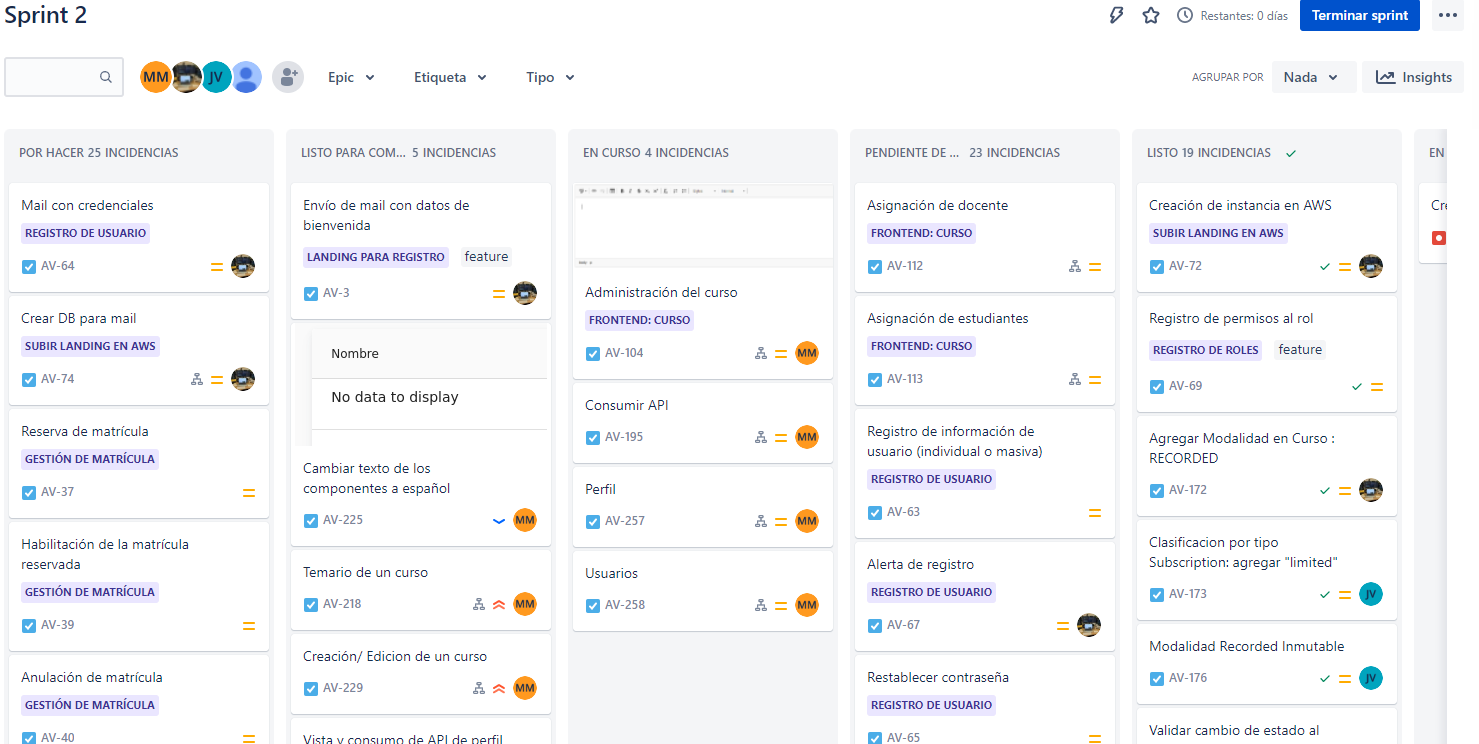 Sprint 2
Restantes: 0 días
Terminar sprint
MM
JV
Epic
Etiqueta
Tipo
AGRUPAR POR
Nada
Insights
POR HACER 25 INCIDENCIAS
Mail con credenciales
REGISTRO DE USUARIO
AV-64
Crear DB para mail
SUBIR LANDING EN AWS
AV-74
Reserva de matrícula
GESTIÓN DE MATRÍCULA
AV-37
Habilitación de la matrícula
reservada
GESTIÓN DE MATRÍCULA
AV-39
Anulación de matrícula
GESTIÓN DE MATRÍCULA
AV-40
LISTO PARA COM... 5 INCIDENCIAS
Envío de mail con datos de
bienvenida
LANDING PARA REGISTRO feature
AV-3
Nombre
No data to display
Cambiar texto de los
componentes a español
AV-225 MM
Temario de un curso
AV-218 MM
Creación/ Edicion de un curso
AV-229 MM
Vista y consumo de API de perfil
EN CURSO 4 INCIDENCIAS
Administración del curso
FRONTEND: CURSO
AV-104 MM
Consumir API
AV-195 MM
Perfil
AV-257 MM
Usuarios
AV-258 MM
PENDIENTE DE ... 23 INCIDENCIAS
Asignación de docente
FRONTEND: CURSO
AV-112
Asignación de estudiantes
FRONTEND: CURSO
AV-113
Registro de información de
usuario (individual o masiva)
REGISTRO DE USUARIO
AV-63
Alerta de registro
REGISTRO DE USUARIO
AV-67
Restablecer contraseña
REGISTRO DE USUARIO
AV-65
LISTO 19 INCIDENCIAS
Creación de instancia en AWS
SUBIR LANDING EN AWS
AV-72
Registro de permisos al rol
REGISTRO DE ROLES feature
AV-69
Agregar Modalidad en Curso :
RECORDED
AV-172
Clasificacion por tipo
Subscription: agregar "limited"
AV-173 JV
Modalidad Recorded Inmutable
AV-176 JV
Validar cambio de estado al
EN